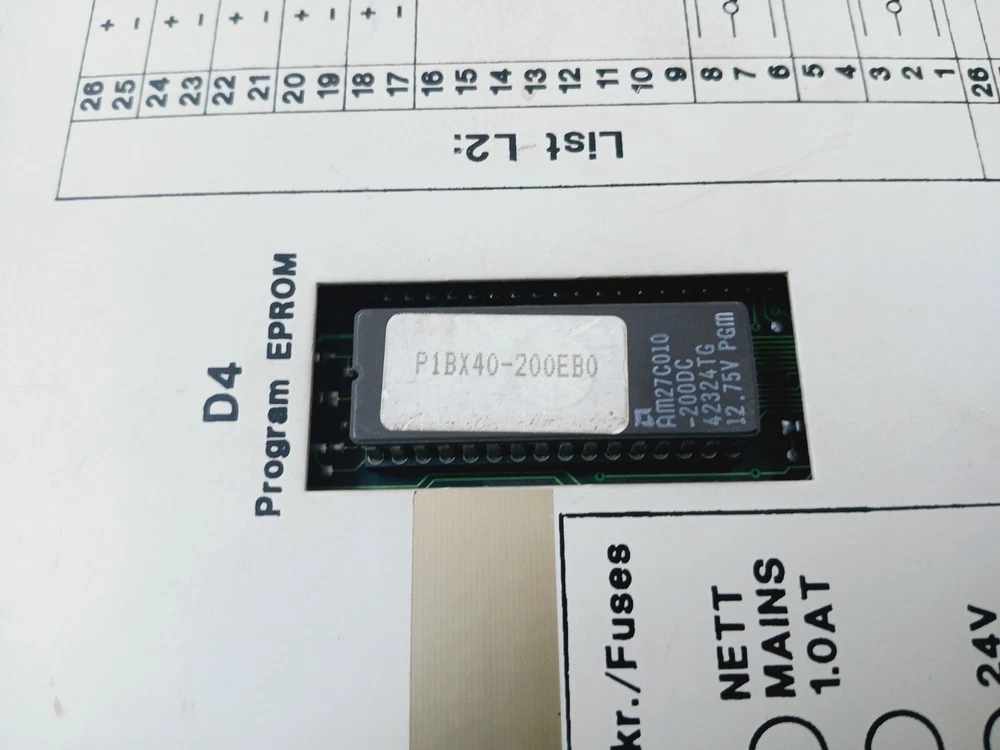 + - + - + - + - + -
26 25 24 23 22 21 20 19 18 17 16 15 14 13 12 11 10 9 8 7 6 5 4 3 2 1 26
List L2:
D4
Program EPROM
P1BX40-200EB0
Am27C010
-200DC
42324TG
12.75V PGm
kr./Fuses
NETT
MAINS
1.0AT
24V